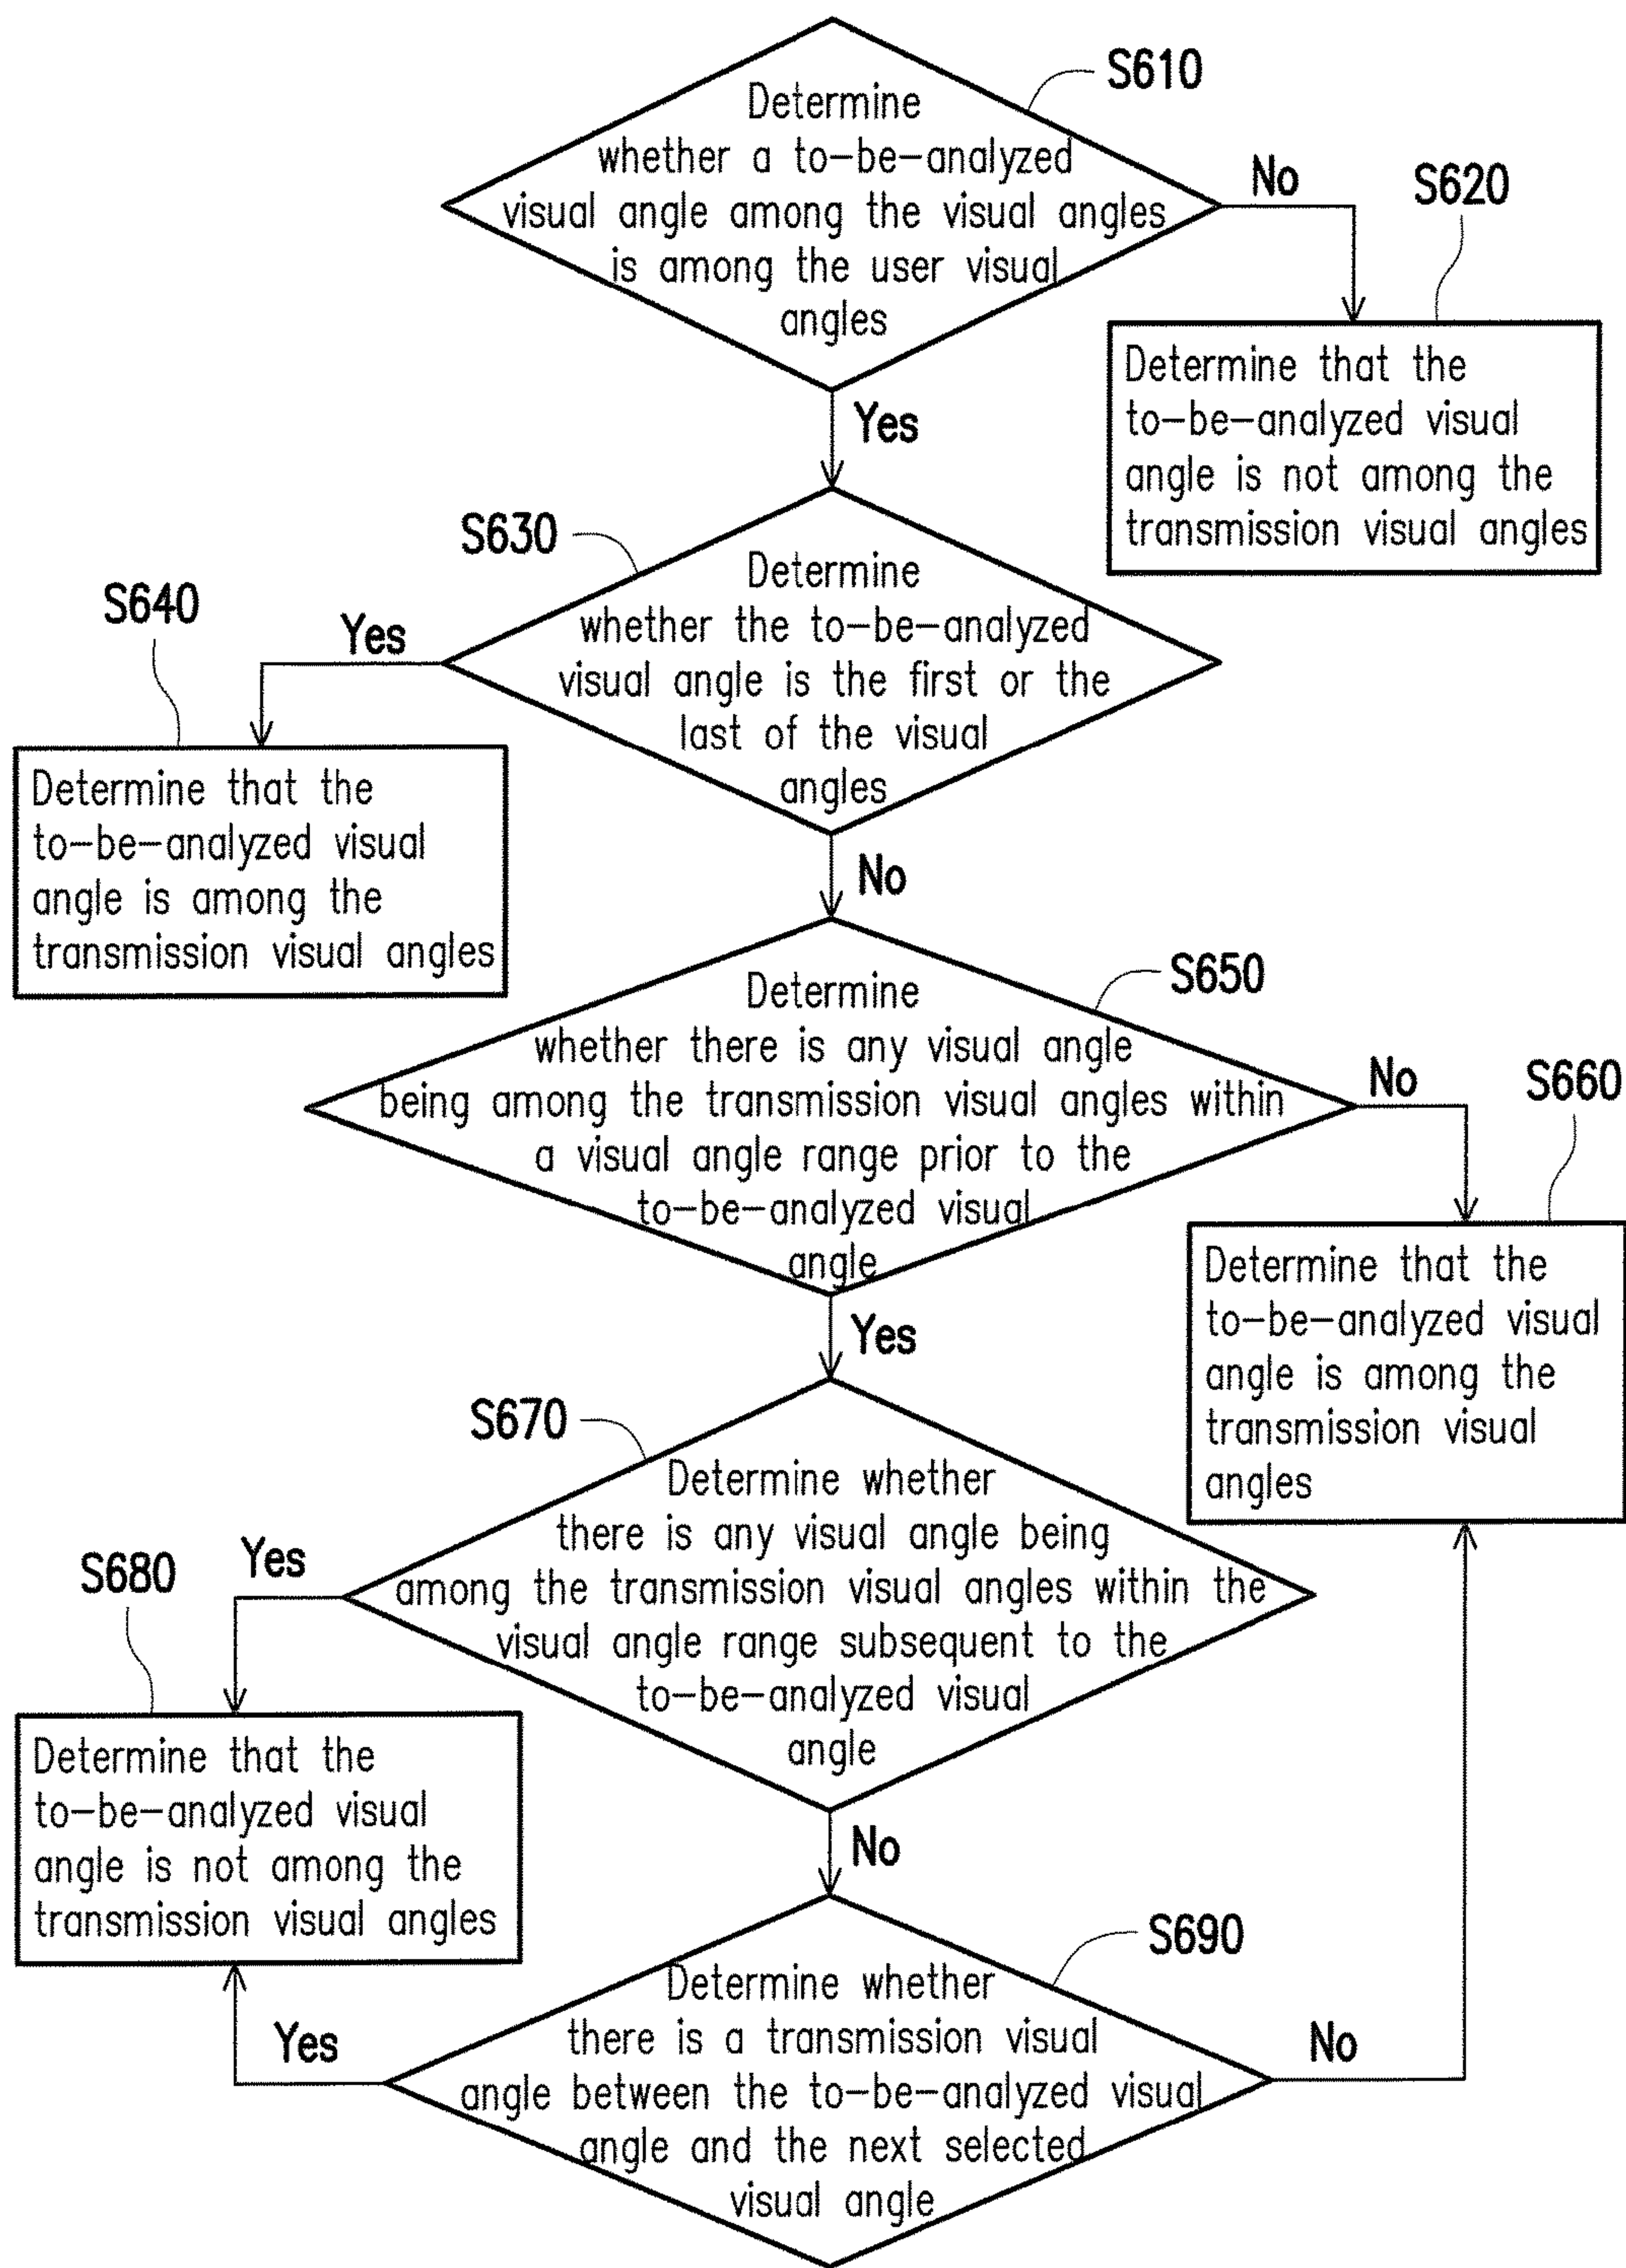 S610
Determine
whether a to-be-analyzed
visual angle among the visual angles
is among the user visual
angles
No
S620
Determine that the
to-be-analyzed visual
angle is not among the
transmission visual angles
Yes
S630
Determine
whether the to-be-analyzed
visual angle is the first or the
last of the visual
angles
Yes
S640
Determine that the
to-be-analyzed visual
angle is among the
transmission visual angles
No
S650
Determine
whether there is any visual angle
being among the transmission visual angles within
a visual angle range prior to the
to-be-analyzed visual
angle
No
S660
Determine that the
to-be-analyzed visual
angle is among the
transmission visual
angles
Yes
S670
Determine whether
there is any visual angle being
among the transmission visual angles within the
visual angle range subsequent to the
to-be-analyzed visual
angle
Yes
S680
Determine that the
to-be-analyzed visual
angle is not among the
transmission visual angles
No
S690
Determine whether
there is a transmission visual
angle between the to-be-analyzed visual
angle and the next selected
visual angle
Yes
No